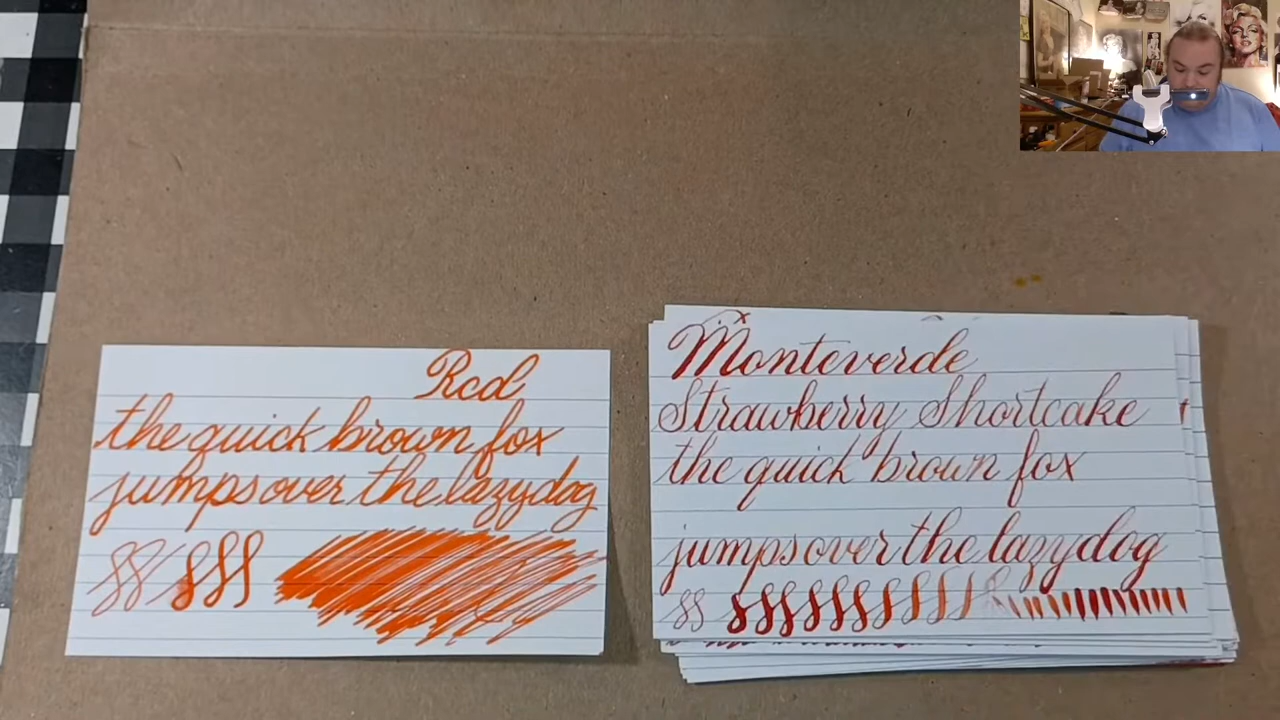 Red
the quick brown fox
jumps over the lazy dog
Monteverde
Strawberry Shortcake
the quick brown fox
jumps over the lazy dog